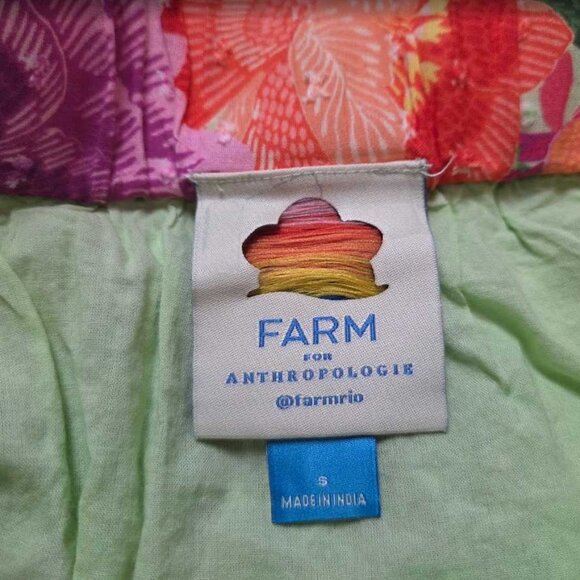 FARM
FOR
ANTHROPOLOGIE
@farmrio
S
MADE IN INDIA